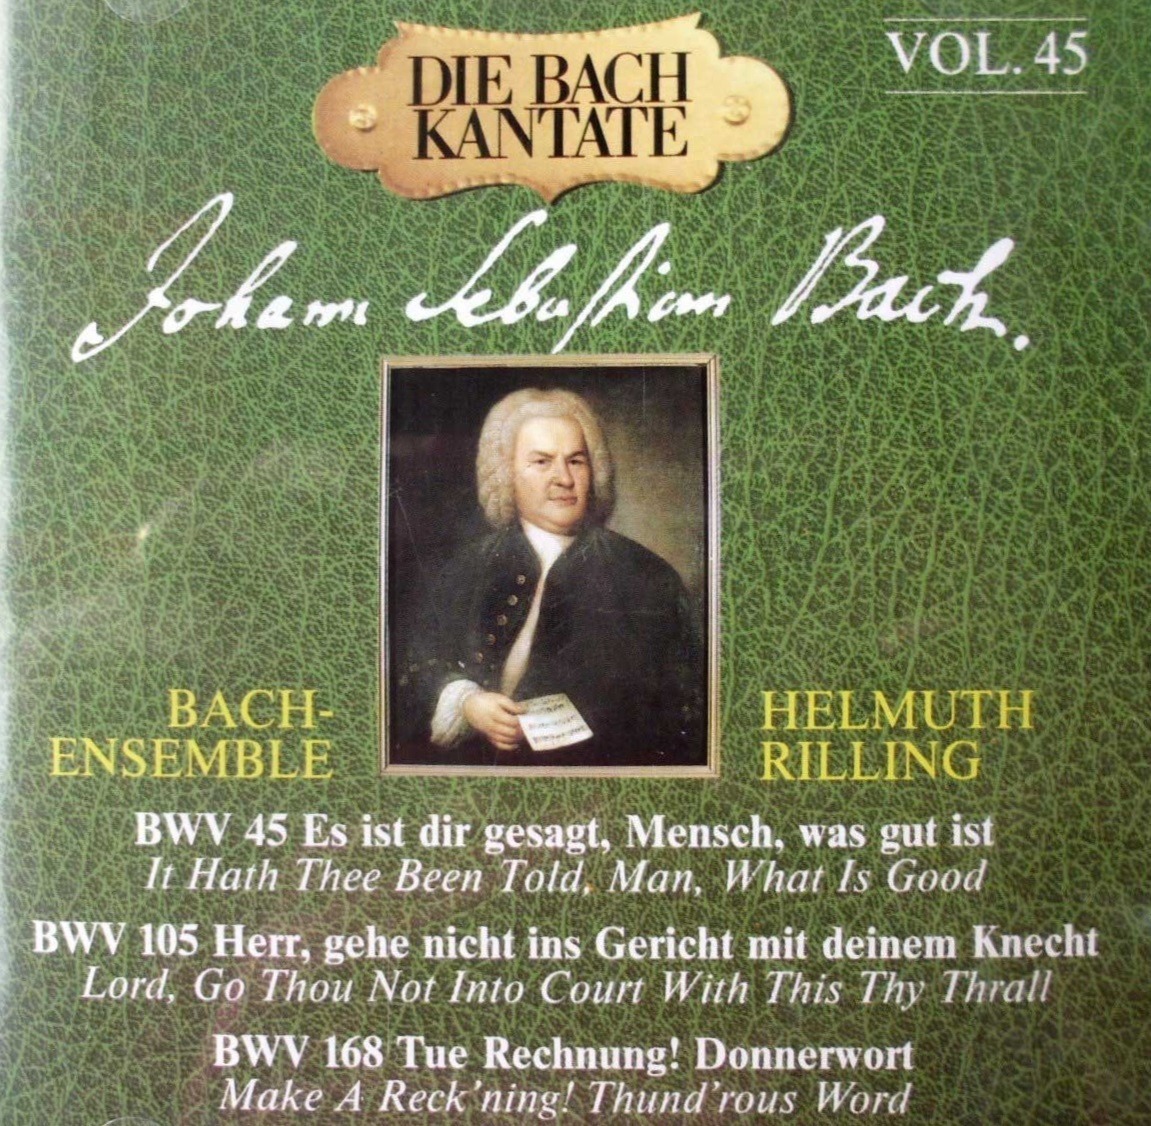 DIE BACH
KANTATE
VOL. 45
Johann Sebastian Bach.
BACH-
ENSEMBLE
HELMUTH
RILLING
BWV 45 Es ist dir gesagt, Mensch, was gut ist
It Hath Thee Been Told, Man, What Is Good
BWV 105 Herr, gehe nicht ins Gericht mit deinem Knecht
Lord, Go Thou Not Into Court With This Thy Thrall
BWV 168 Tue Rechnung! Donnerwort
Make A Reck'ning! Thund'rous Word